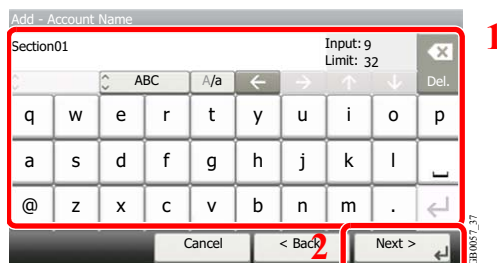 Add - Account Name
Section01
Input: 9
Limit: 32
ABC
A/a
Del.
q w e r t y u i o p
a s d f g h j k l
@ z x c v b n m .
Cancel
< Back
Next >
1
2
GB0057_37